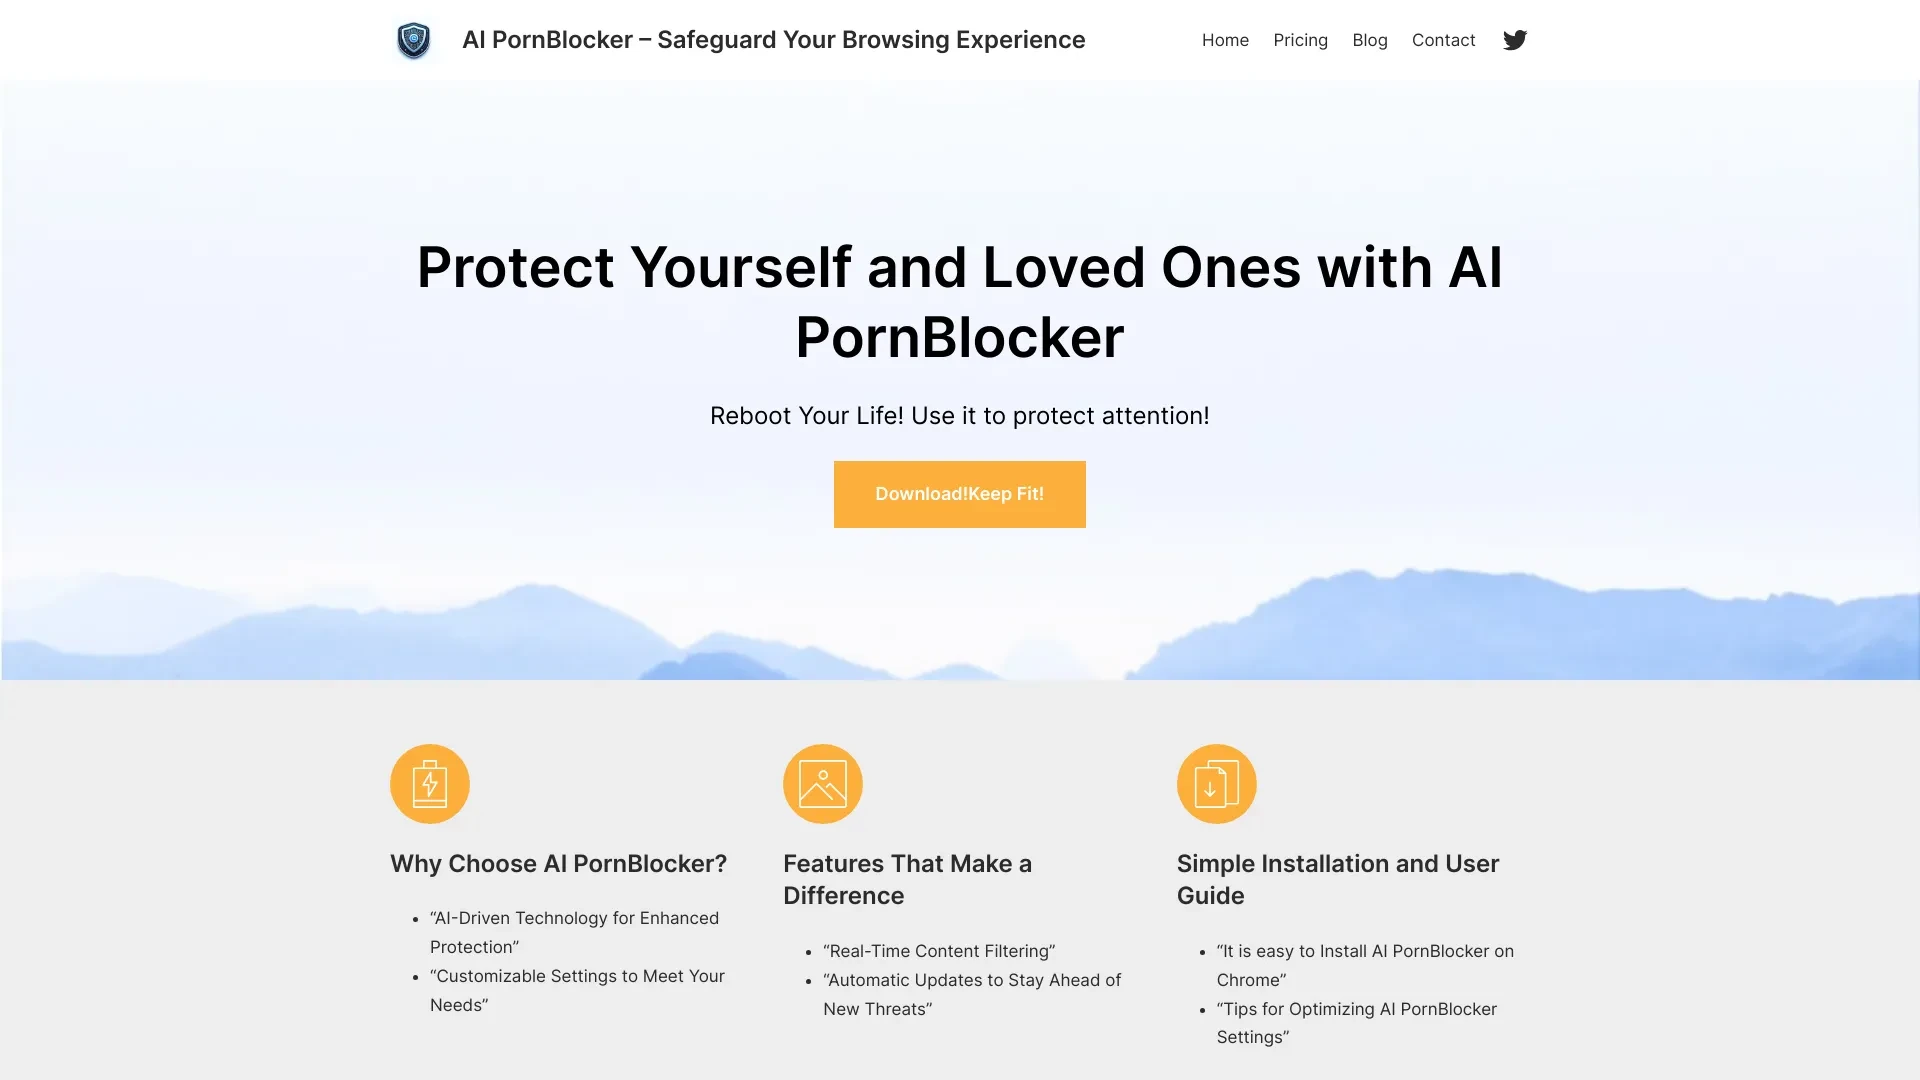 AI PornBlocker – Safeguard Your Browsing Experience
Home
Pricing
Blog
Contact
Protect Yourself and Loved Ones with AI
PornBlocker
Reboot Your Life! Use it to protect attention!
Download!Keep Fit!
Why Choose AI PornBlocker?
“AI-Driven Technology for Enhanced
Protection”
“Customizable Settings to Meet Your
Needs”
Features That Make a
Difference
“Real-Time Content Filtering”
“Automatic Updates to Stay Ahead of
New Threats”
Simple Installation and User
Guide
“It is easy to Install AI PornBlocker on
Chrome”
“Tips for Optimizing AI PornBlocker
Settings”